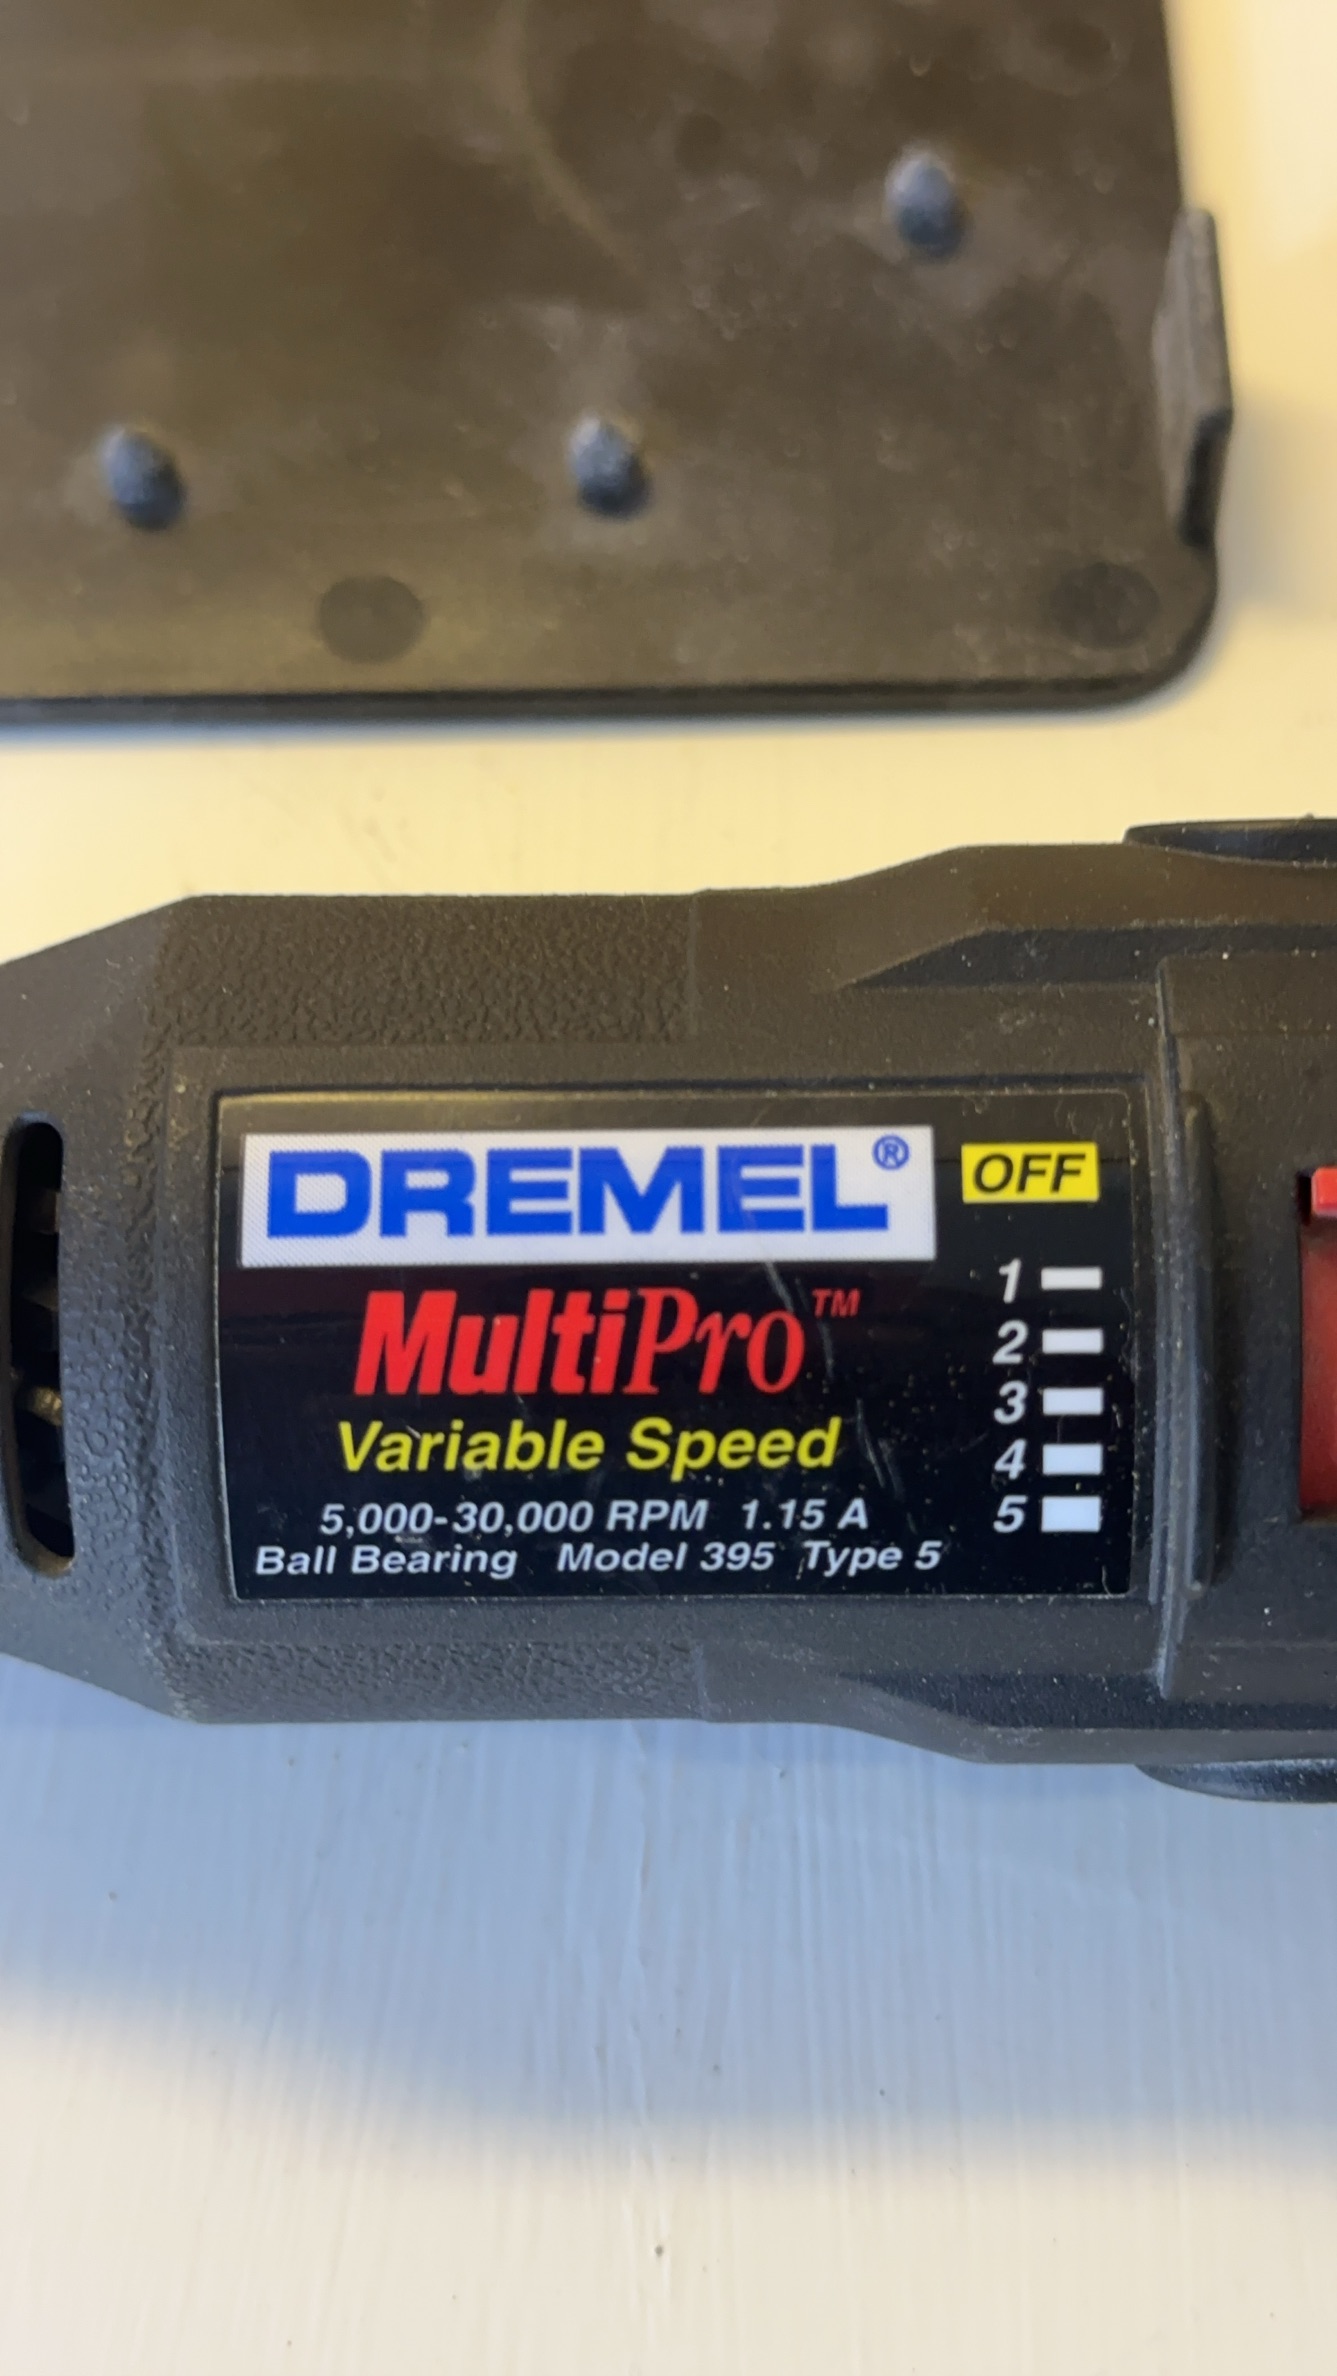 DREMEL®
OFF
MultiPro™
Variable Speed
5,000-30,000 RPM 1.15 A
Ball Bearing Model 395 Type 5
1
2
3
4
5